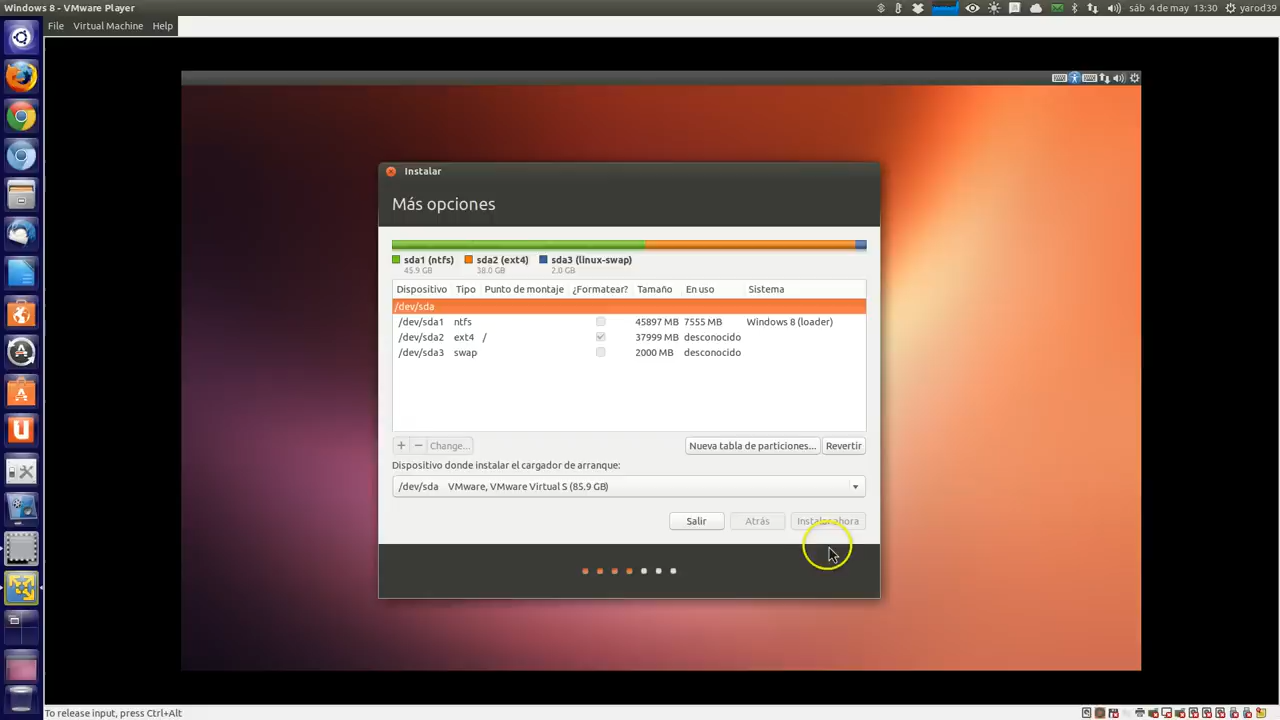 Windows 8 - VMware Player
sáb 4 de may 13:30 yarod39
File Virtual Machine Help
Instalar
Más opciones
sda1 (ntfs) sda2 (ext4) sda3 (linux-swap)
45.9 GB 38.0 GB 2.0 GB
Dispositivo Tipo Punto de montaje ¿Formatear? Tamaño En uso Sistema
/dev/sda
/dev/sda1 ntfs 45897 MB 7555 MB Windows 8 (loader)
/dev/sda2 ext4 / 37999 MB desconocido
/dev/sda3 swap 2000 MB desconocido
+ − Change... Nueva tabla de particiones... Revertir
Dispositivo donde instalar el cargador de arranque:
/dev/sda VMware, VMware Virtual S (85.9 GB)
Salir Atrás Instalar ahora
To release input, press Ctrl+Alt